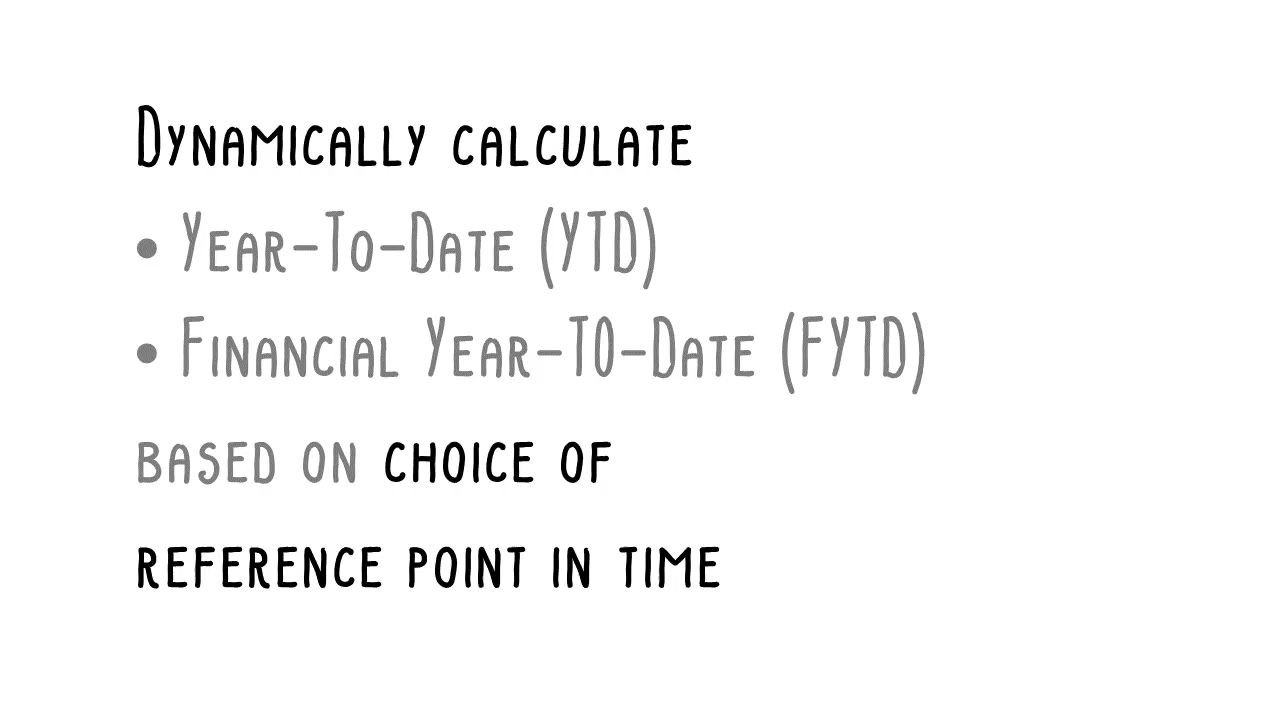 Dynamically calculate
• Year-To-Date (YTD)
• Financial Year-TO-Date (FYTD)
based on choice of
reference point in time